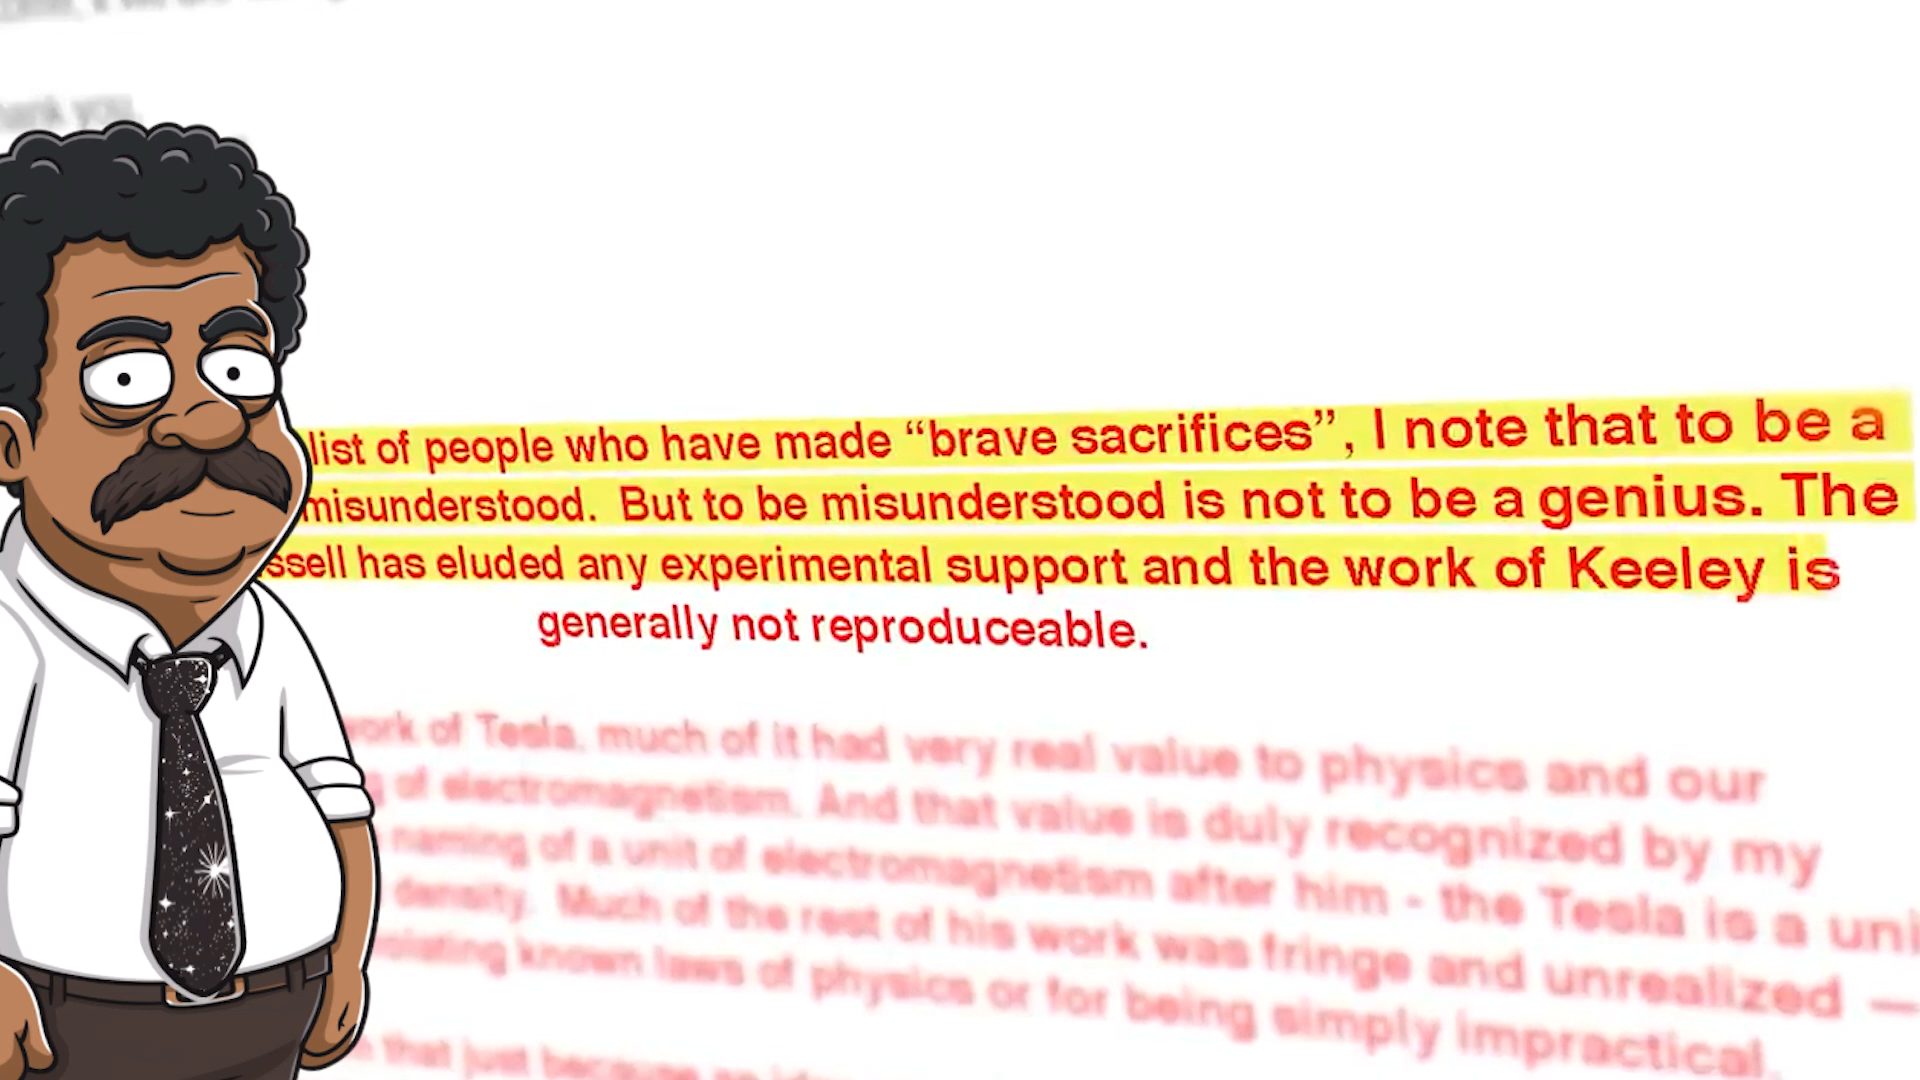 list of people who have made “brave sacrifices”, I note that to be a
misunderstood. But to be misunderstood is not to be a genius. The
ssell has eluded any experimental support and the work of Keeley is
generally not reproduceable.
work of Tesla, much of it had very real value to physics and our
of electromagnetism. And that value is duly recognized by my
naming of a unit of electromagnetism after him - the Tesla is a uni
density. Much of the rest of his work was fringe and unrealized —
known laws of physics or for being simply impractical.
that just because